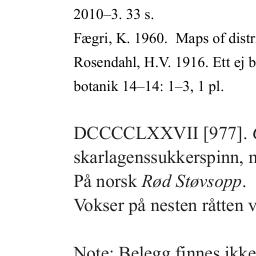 2010–3. 33 s.
Fægri, K. 1960. Maps of distr
Rosendahl, H.V. 1916. Ett ej b
botanik 14–14: 1–3, 1 pl.
DCCCCLXXVII [977].
skarlagenssukkerspinn,
På norsk Rød Støvsopp.
Vokser på nesten råtten v
Note: Belegg finnes ikke